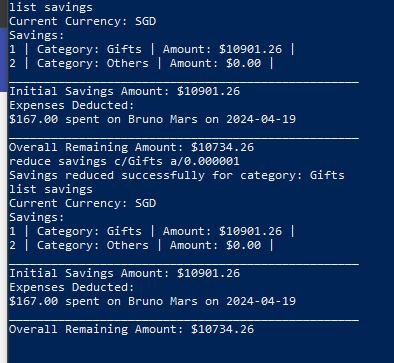 list savings
Current Currency: SGD
Savings:
1 | Category: Gifts | Amount: $10901.26 |
2 | Category: Others | Amount: $0.00 |
__________________________________________________
Initial Savings Amount: $10901.26
Expenses Deducted:
$167.00 spent on Bruno Mars on 2024-04-19
__________________________________________________
Overall Remaining Amount: $10734.26
reduce savings c/Gifts a/0.000001
Savings reduced successfully for category: Gifts
list savings
Current Currency: SGD
Savings:
1 | Category: Gifts | Amount: $10901.26 |
2 | Category: Others | Amount: $0.00 |
__________________________________________________
Initial Savings Amount: $10901.26
Expenses Deducted:
$167.00 spent on Bruno Mars on 2024-04-19
__________________________________________________
Overall Remaining Amount: $10734.26